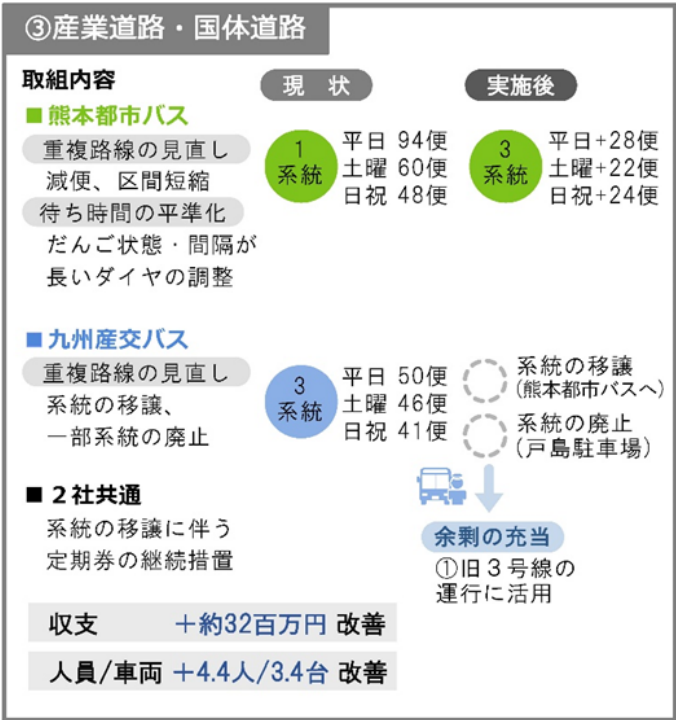 ③産業道路・国体道路
取組内容
現 状
実施後
■熊本都市バス
重複路線の見直し
減便、区間短縮
待ち時間の平準化
だんご状態・間隔が
長いダイヤの調整
1
系統
平日 94便
土曜 60便
日祝 48便
3
系統
平日+28便
土曜+22便
日祝+24便
■九州産交バス
重複路線の見直し
系統の移譲、
一部系統の廃止
3
系統
平日 50便
土曜 46便
日祝 41便
系統の移譲
(熊本都市バスへ)
系統の廃止
(戸島駐車場)
余剰の充当
①旧3号線の
運行に活用
■2社共通
系統の移譲に伴う
定期券の継続措置
収支 +約32百万円 改善
人員/車両 +4.4人/3.4台 改善